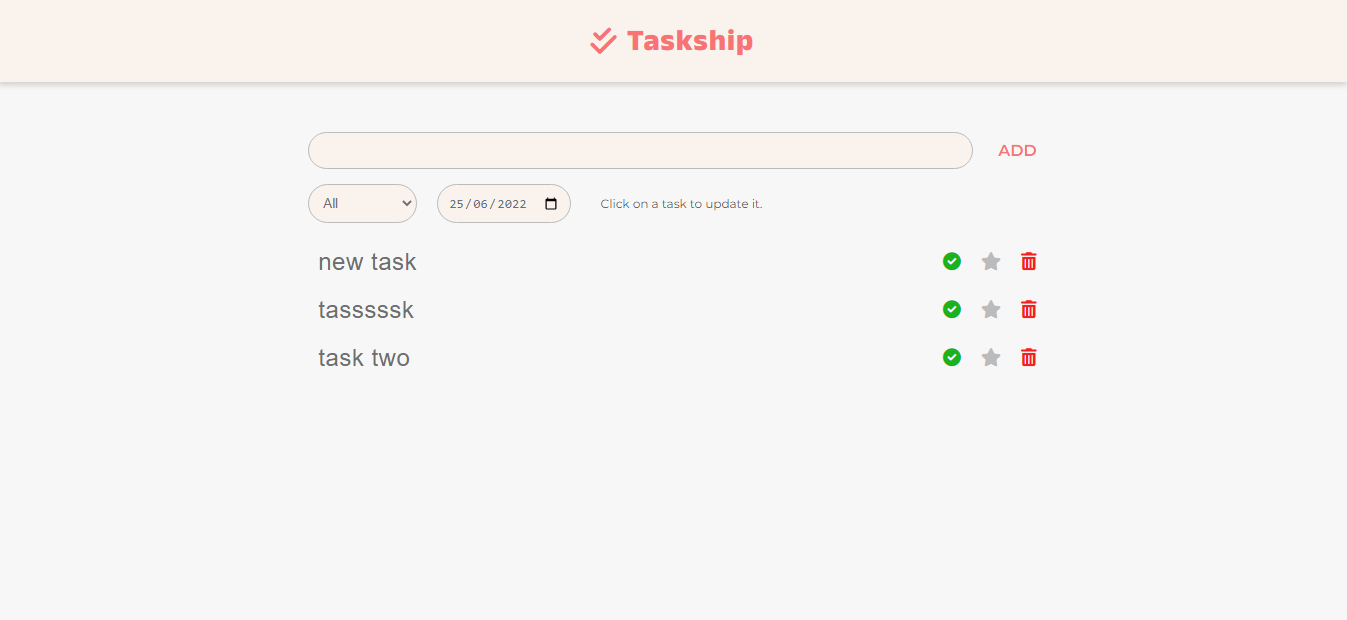 Taskship
ADD
All
25/06/2022
Click on a task to update it.
new task
tasssssk
task two